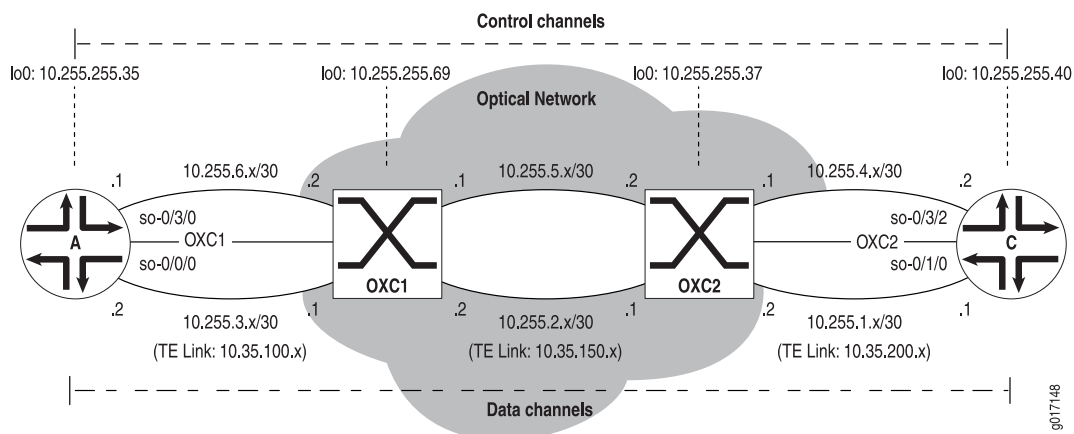 Control channels
lo0: 10.255.255.35
lo0: 10.255.255.69
lo0: 10.255.255.37
lo0: 10.255.255.40
Optical Network
.1
10.255.6.x/30
.2
.1
10.255.5.x/30
.2
.1
10.255.4.x/30
.2
so-0/3/0
so-0/3/2
A
OXC1
OXC2
C
so-0/0/0
so-0/1/0
OXC1
OXC2
.2
10.255.3.x/30
.1
.2
10.255.2.x/30
.1
.2
10.255.1.x/30
.1
(TE Link: 10.35.100.x)
(TE Link: 10.35.150.x)
(TE Link: 10.35.200.x)
Data channels
g017148